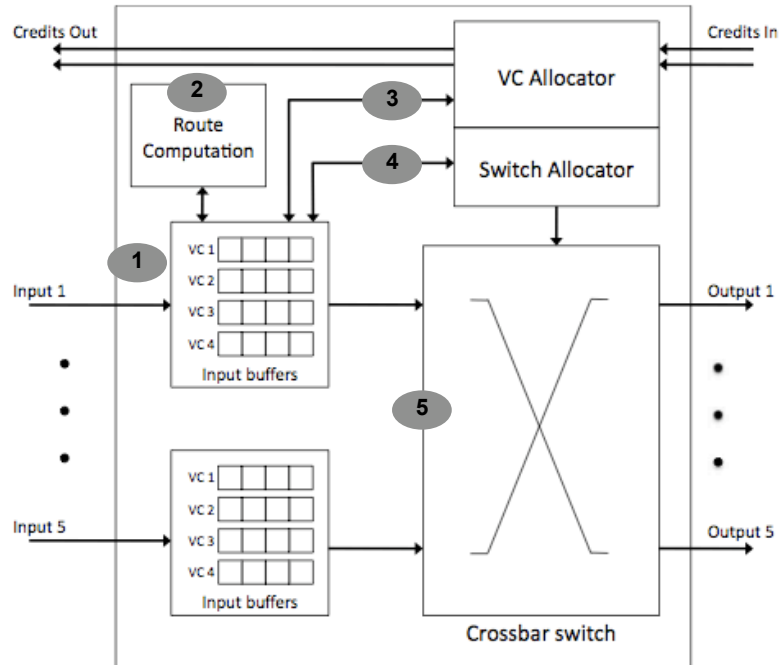 Credits Out
Credits In
2
Route
Computation
3
VC Allocator
4
Switch Allocator
1
Input 1
VC 1
VC 2
VC 3
VC 4
Input buffers
Output 1
5
Input 5
VC 1
VC 2
VC 3
VC 4
Input buffers
Output 5
Crossbar switch